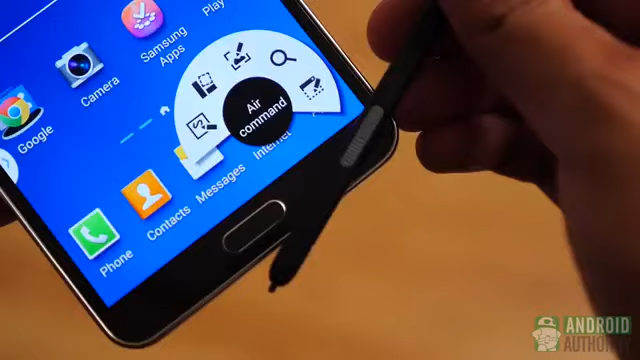 Play
Samsung
Apps
Camera
Google
Air
command
Internet
Messages
Contacts
Phone
ANDROID
AUTHORITY